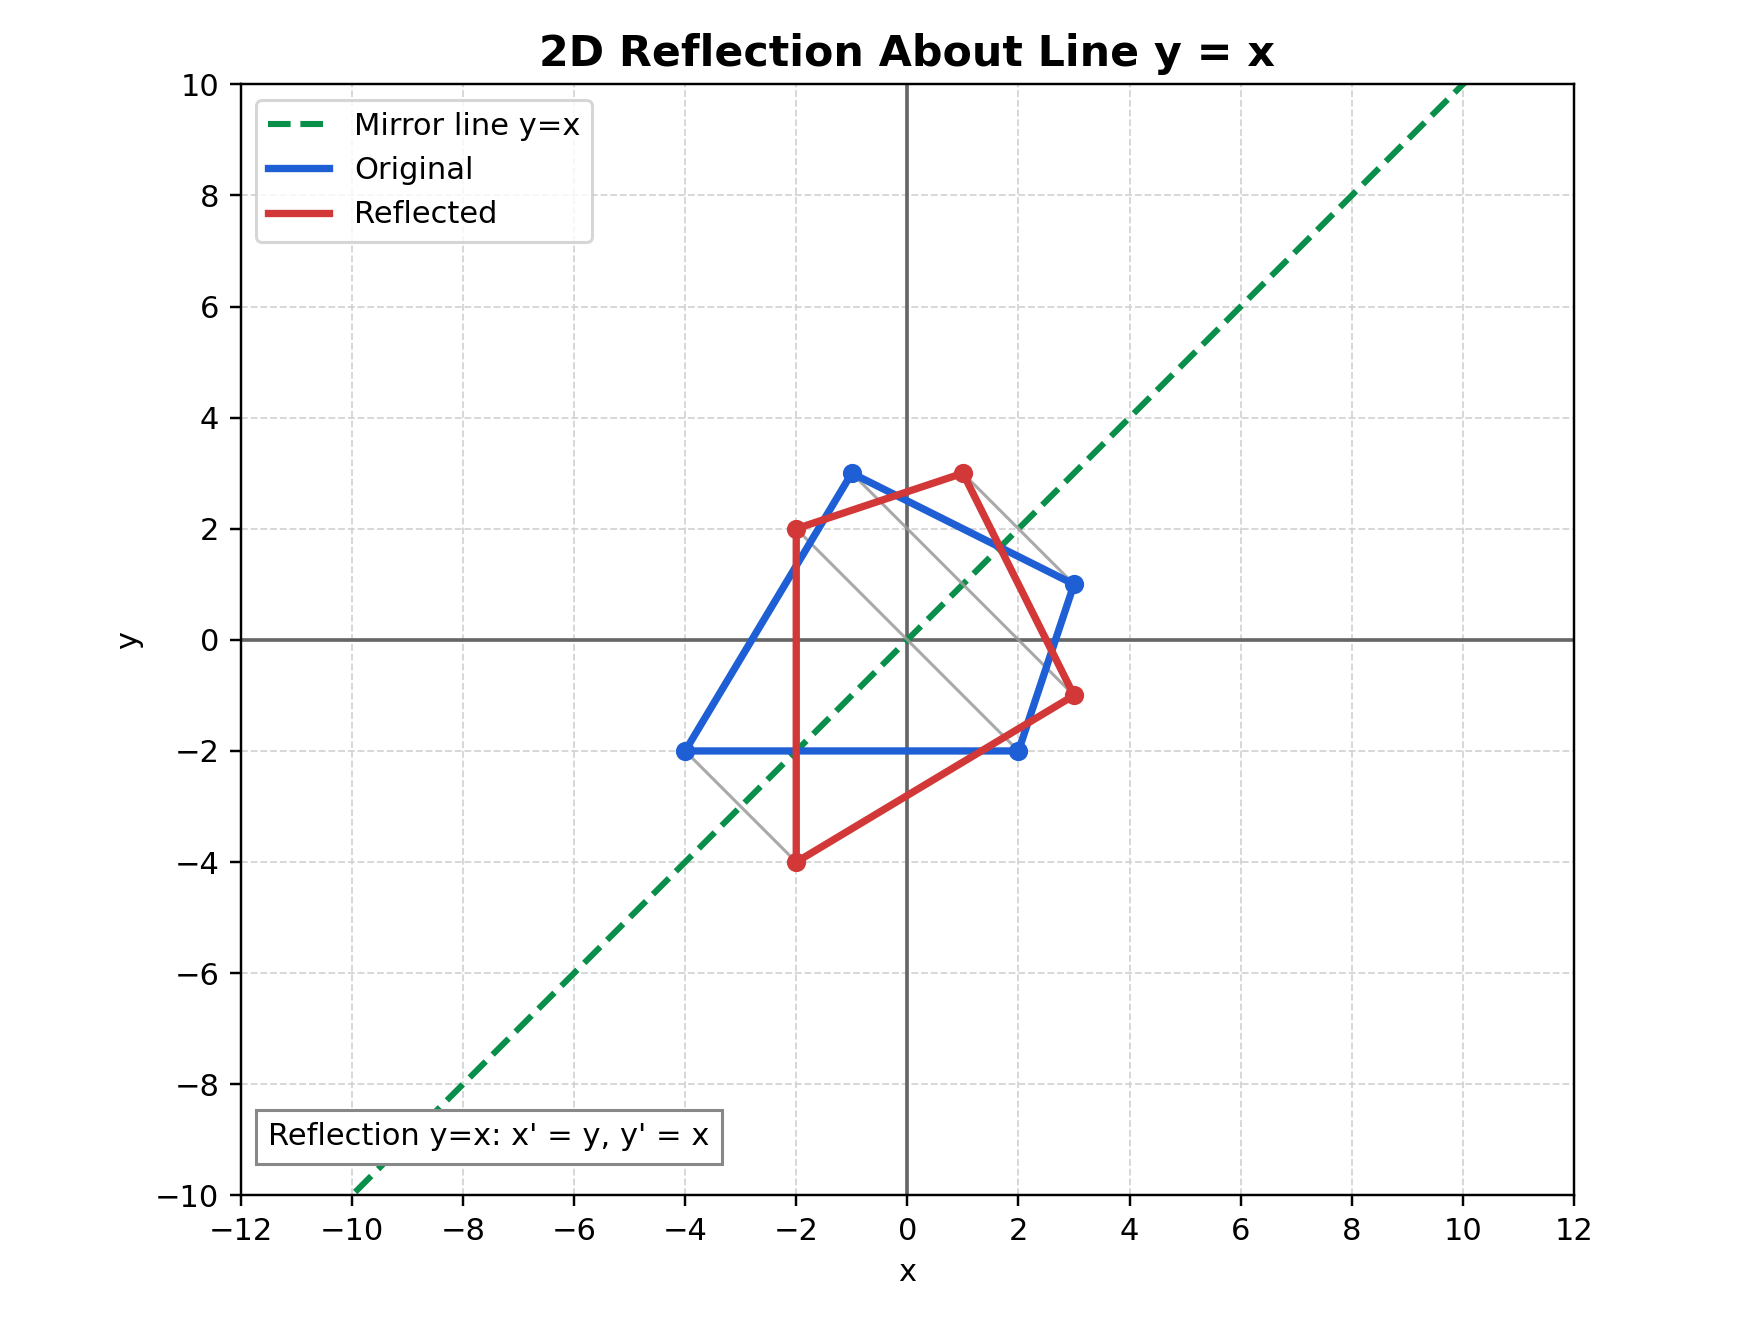 2D Reflection About Line y = x
Mirror line y=x
Original
Reflected
10
8
6
4
2
0
−2
−4
−6
−8
−10
y
Reflection y=x: x' = y, y' = x
−12 −10 −8 −6 −4 −2 0 2 4 6 8 10 12
x